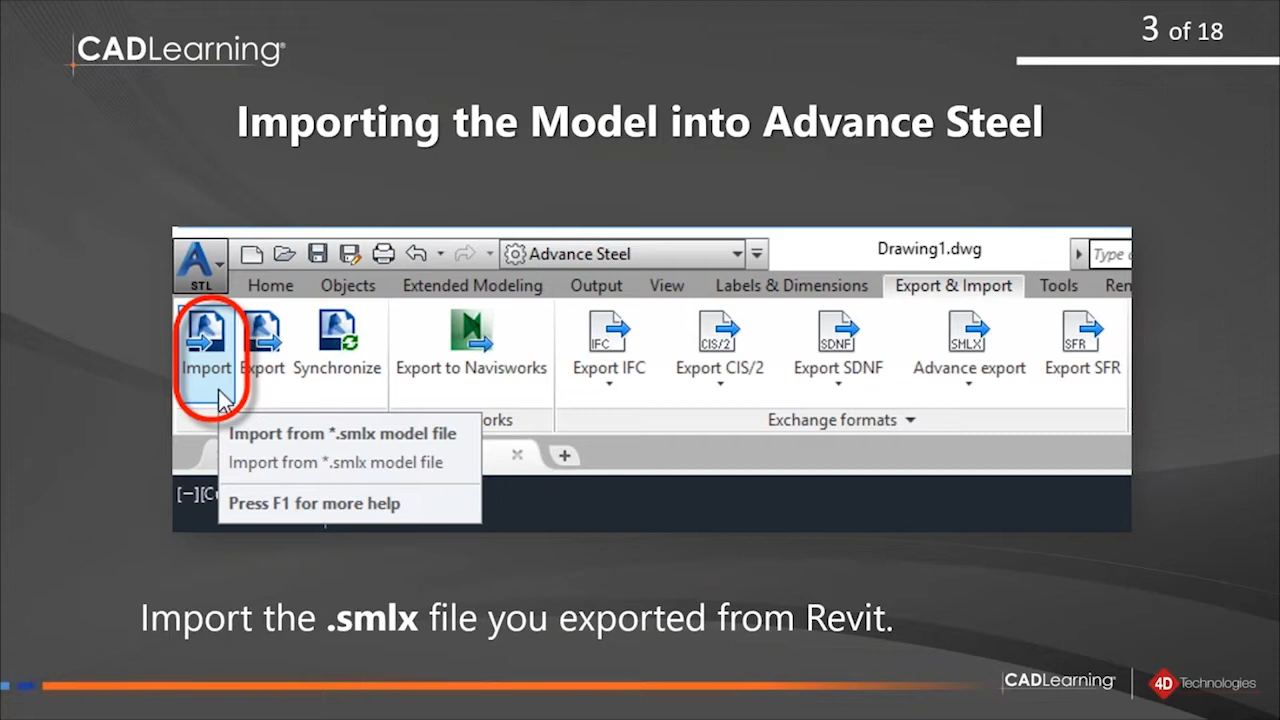 CADLearning®
3 of 18
Importing the Model into Advance Steel
A
STL
Advance Steel
Drawing1.dwg
Type
Home Objects Extended Modeling Output View Labels & Dimensions Export & Import Tools Ren
IFC CIS/2 SDNF SMLX SFR
Import Export Synchronize Export to Navisworks Export IFC Export CIS/2 Export SDNF Advance export Export SFR
orks Exchange formats
Import from *.smlx model file
Import from *.smlx model file
Press F1 for more help
[−][C
Import the .smlx file you exported from Revit.
CADLearning® 4D Technologies